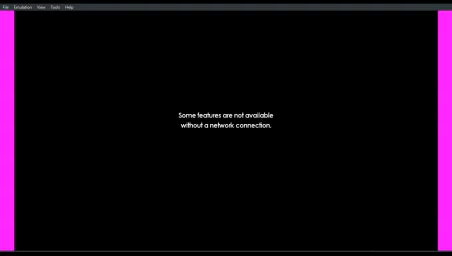 File Emulation View Tools Help
Some features are not available
without a network connection.